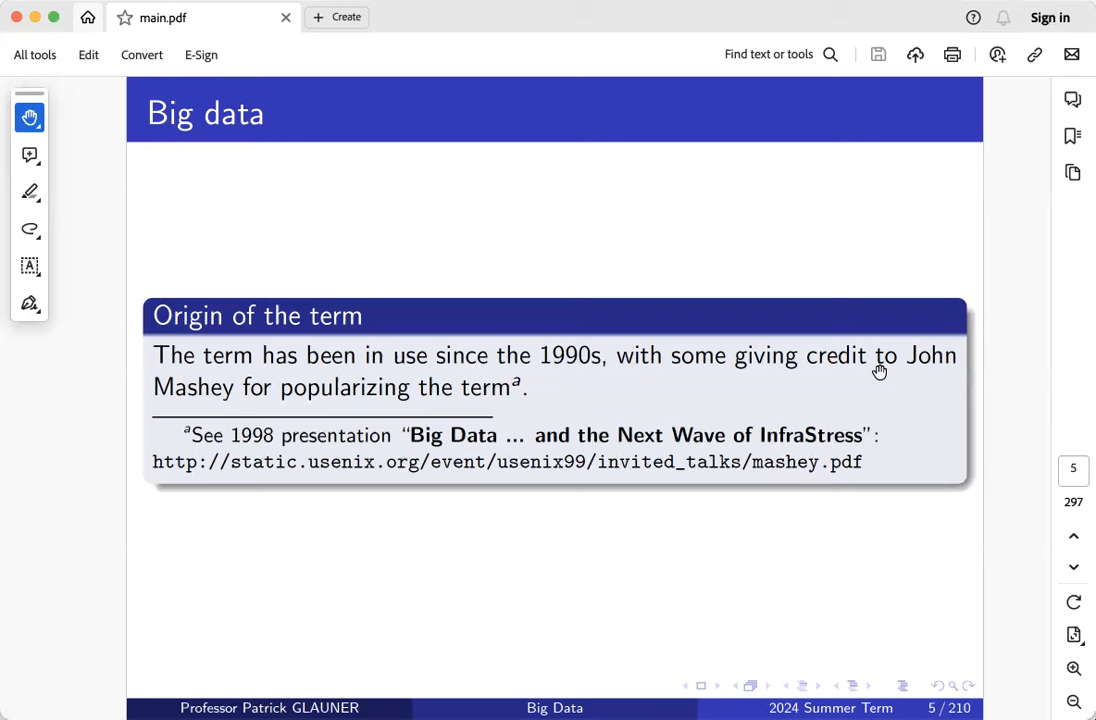 main.pdf
+ Create
Sign in
All tools Edit Convert E-Sign
Find text or tools
Big data
Origin of the term
The term has been in use since the 1990s, with some giving credit to John
Mashey for popularizing the termᵃ.
ᵃSee 1998 presentation “Big Data ... and the Next Wave of InfraStress”:
http://static.usenix.org/event/usenix99/invited_talks/mashey.pdf
5
297
Professor Patrick GLAUNER Big Data 2024 Summer Term 5 / 210